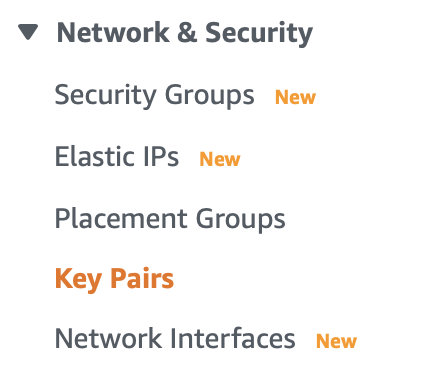 Network & Security
Security Groups New
Elastic IPs New
Placement Groups
Key Pairs
Network Interfaces New